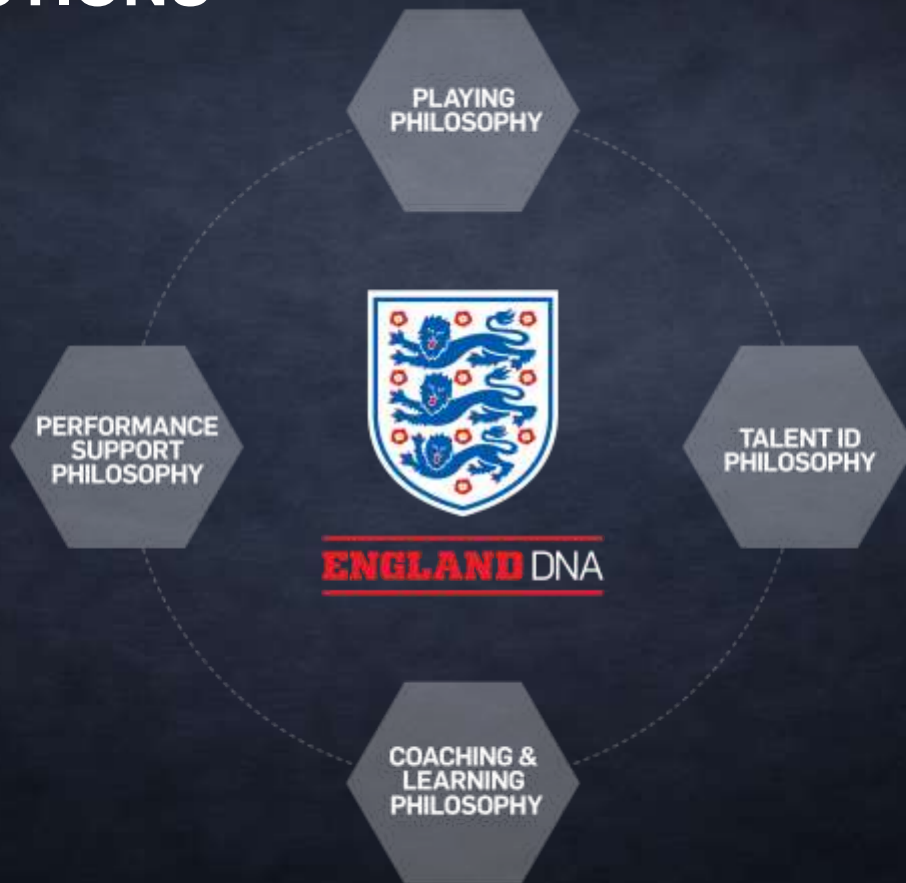 PLAYING
PHILOSOPHY
PERFORMANCE
SUPPORT
PHILOSOPHY
TALENT ID
PHILOSOPHY
ENGLAND DNA
COACHING &
LEARNING
PHILOSOPHY